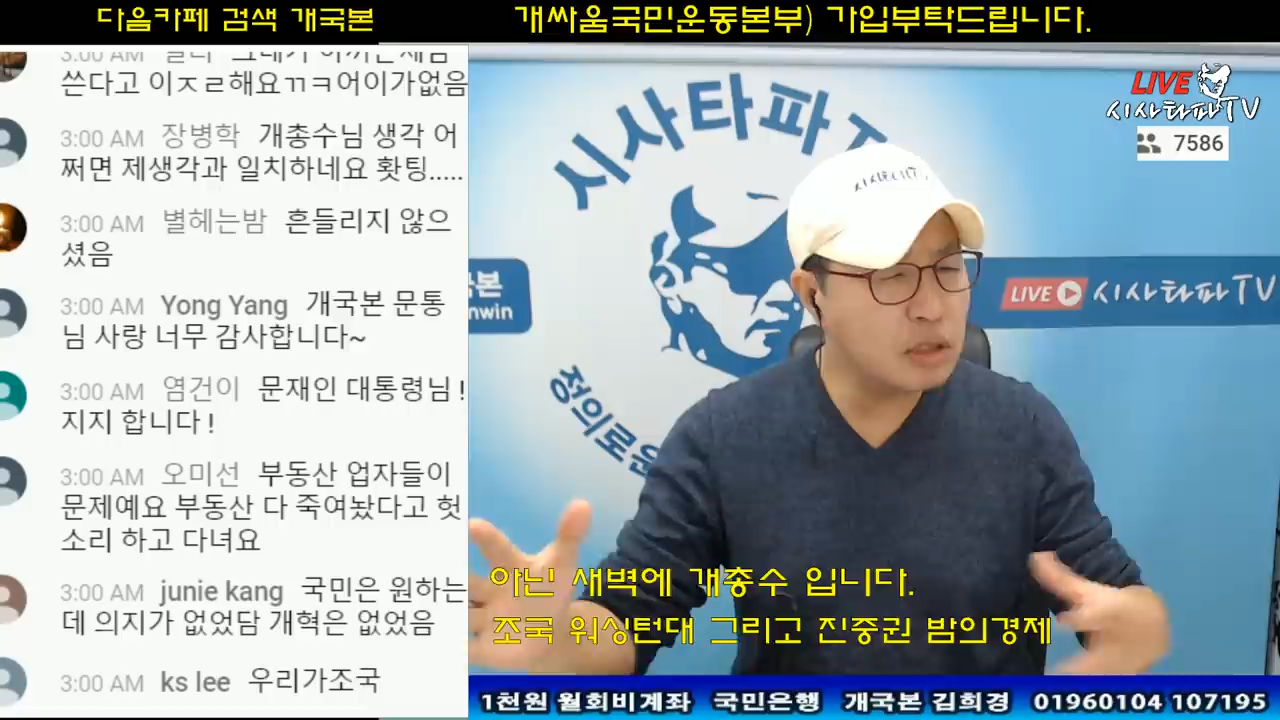 다음카페 검색 개국본
개싸움국민운동본부) 가입부탁드립니다.
쓴다고 이ㅈㄹ해요ㄲㅋ어이가없음
3:00 AM 장병학 개총수님 생각 어
쩌면 제생각과 일치하네요 홧팅.....
3:00 AM 별헤는밤 흔들리지 않으
셨음
3:00 AM Yong Yang 개국본 문통
님 사랑 너무 감사합니다~
3:00 AM 염건이 문재인 대통령님 !
지지 합니다 !
3:00 AM 오미선 부동산 업자들이
문제예요 부동산 다 죽여놨다고 헛
소리 하고 다녀요
3:00 AM junie kang 국민은 원하는
데 의지가 없었담 개혁은 없었음
3:00 AM ks lee 우리가조국
시사타파
정의로운
본
nwin
LIVE
시사타파TV
7586
LIVE 시사타파TV
아닌 새벽에 개총수 입니다.
조국 워싱턴대 그리고 진중권 밤의경제
1천원 월회비계좌 국민은행 개국본 김희경 01960104 107195